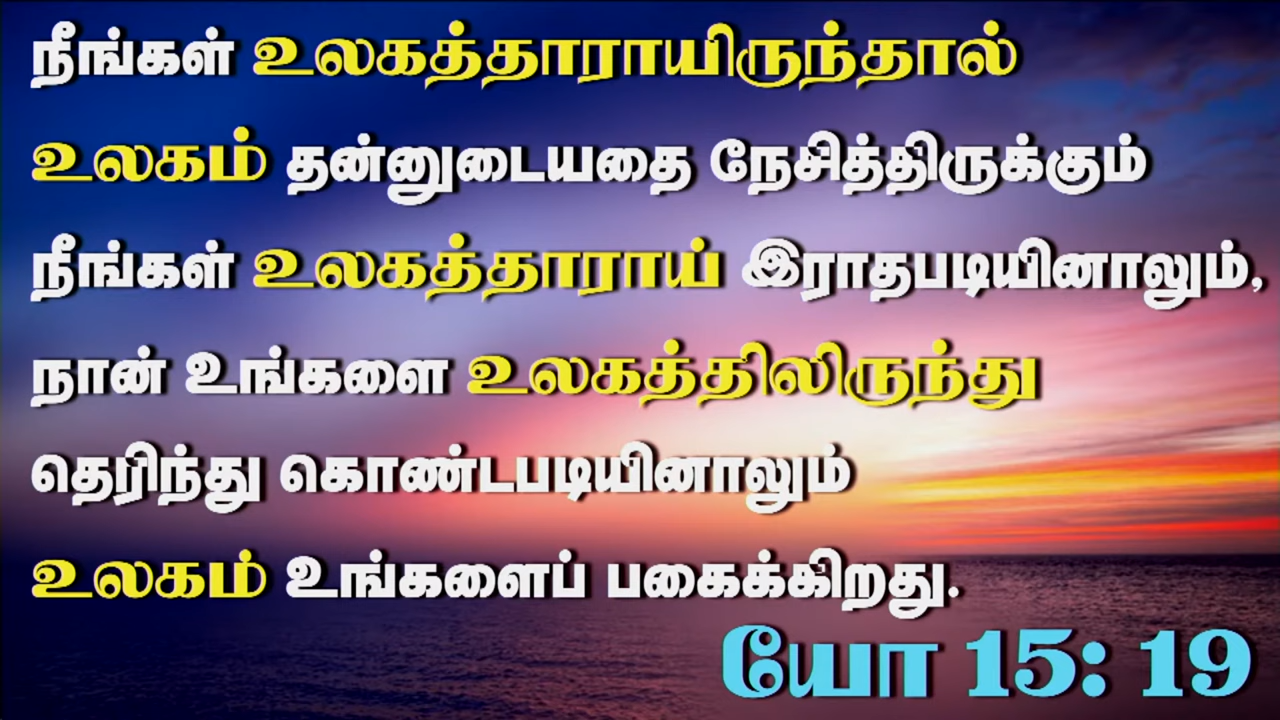 நீங்கள் உலகத்தாராயிருந்தால்
உலகம் தன்னுடையதை நேசித்திருக்கும்
நீங்கள் உலகத்தாராய் இராதபடியினாலும்,
நான் உங்களை உலகத்திலிருந்து
தெரிந்து கொண்டபடியினாலும்
உலகம் உங்களைப் பகைக்கிறது.
யோ 15: 19